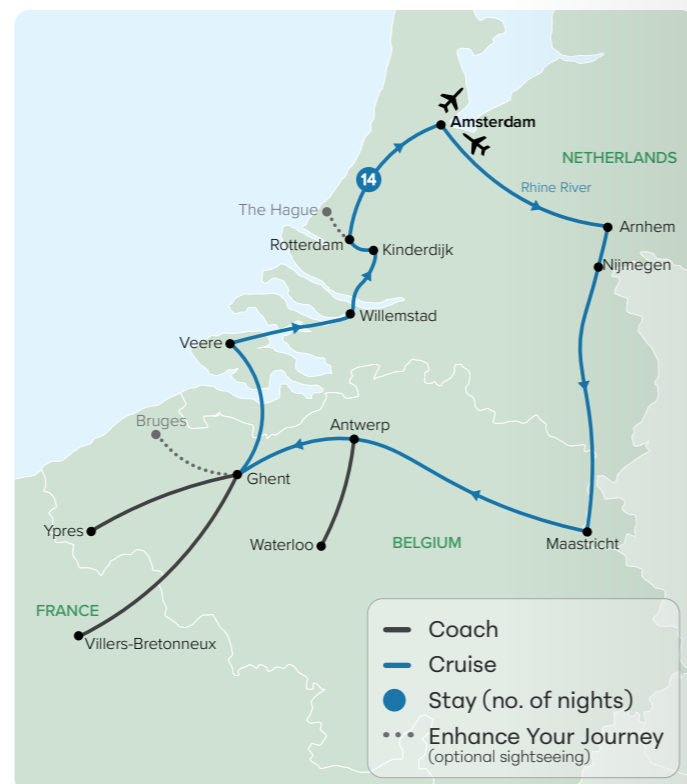 Amsterdam
NETHERLANDS
Rhine River
14
The Hague
Rotterdam
Kinderdijk
Arnhem
Nijmegen
Willemstad
Veere
Bruges
Antwerp
Ghent
Ypres
Waterloo
BELGIUM
Maastricht
FRANCE
Villers-Bretonneux
Coach
Cruise
Stay (no. of nights)
Enhance Your Journey
(optional sightseeing)